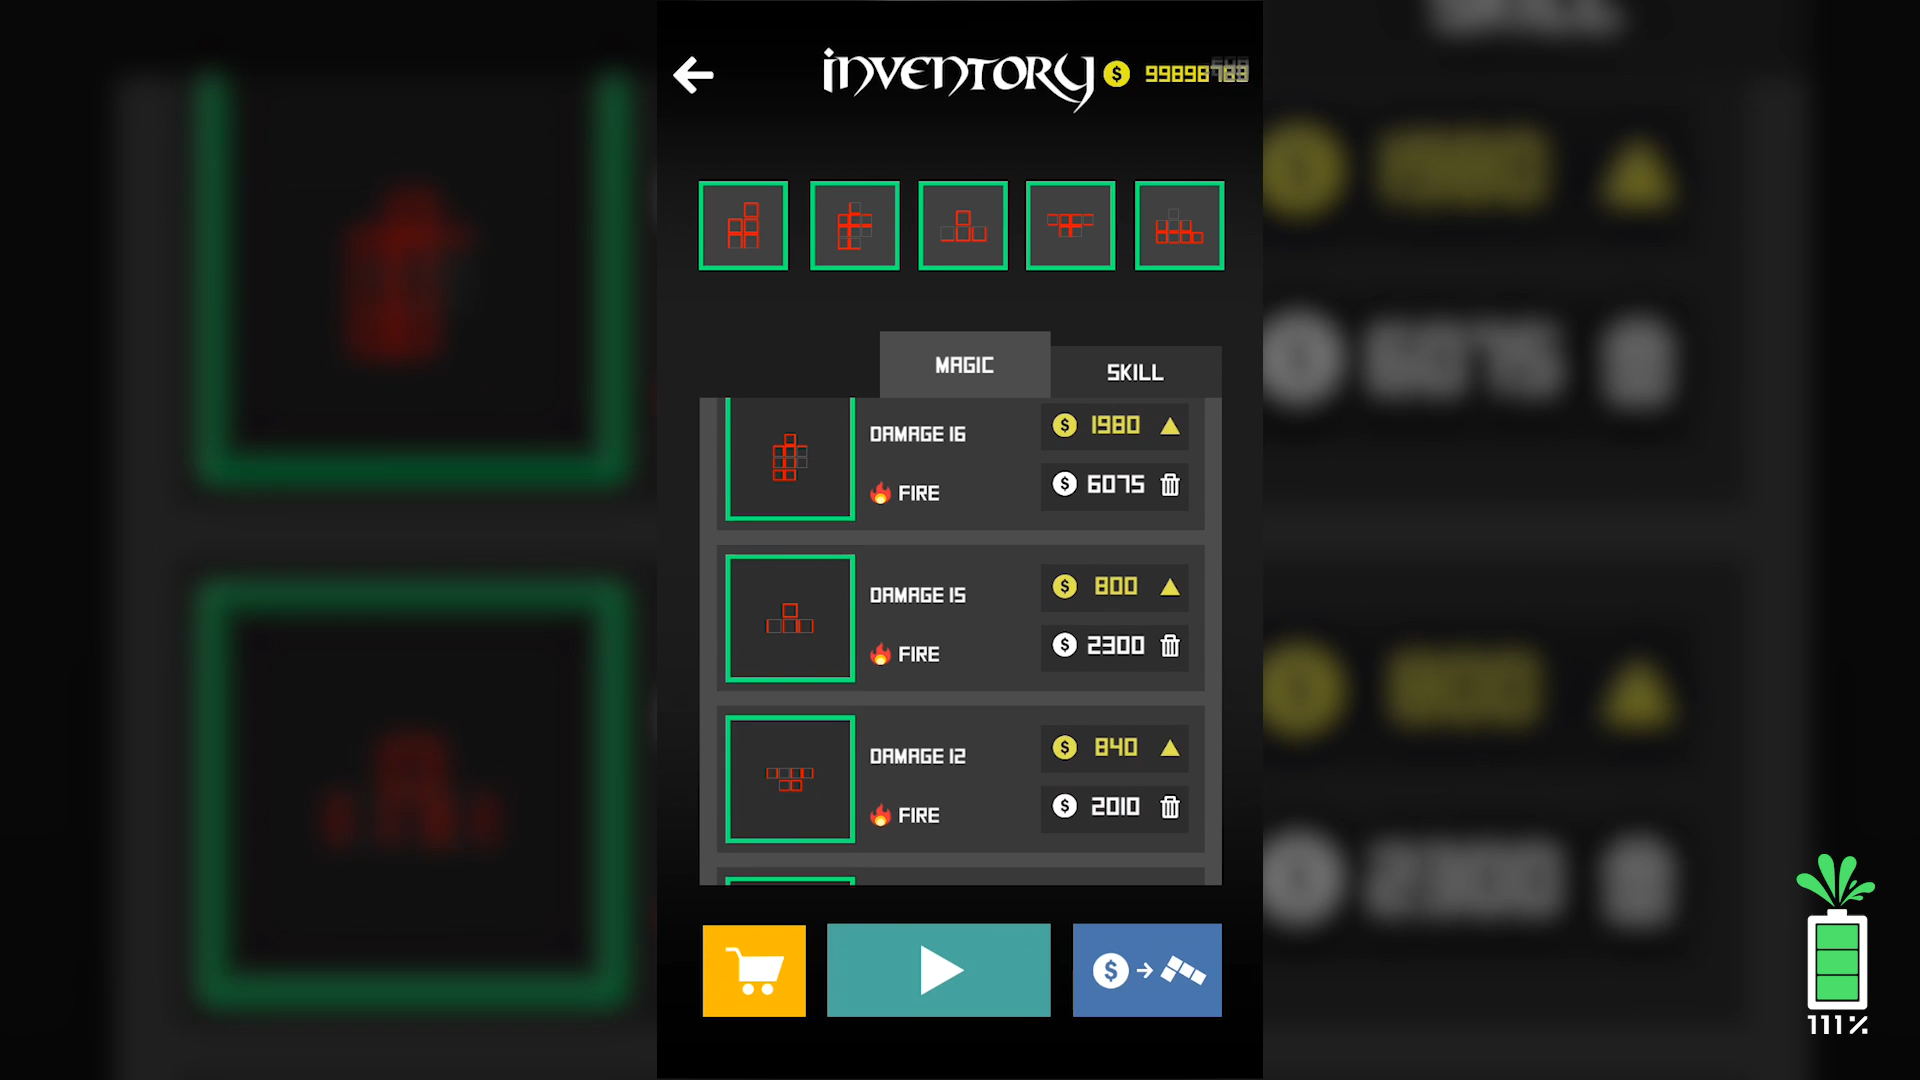 INVENTORY
MAGIC
SKILL
DAMAGE 16
$ 1980
FIRE
$ 6075
DAMAGE 15
$ 800
FIRE
$ 2300
DAMAGE 12
$ 840
FIRE
$ 2010
$
111%